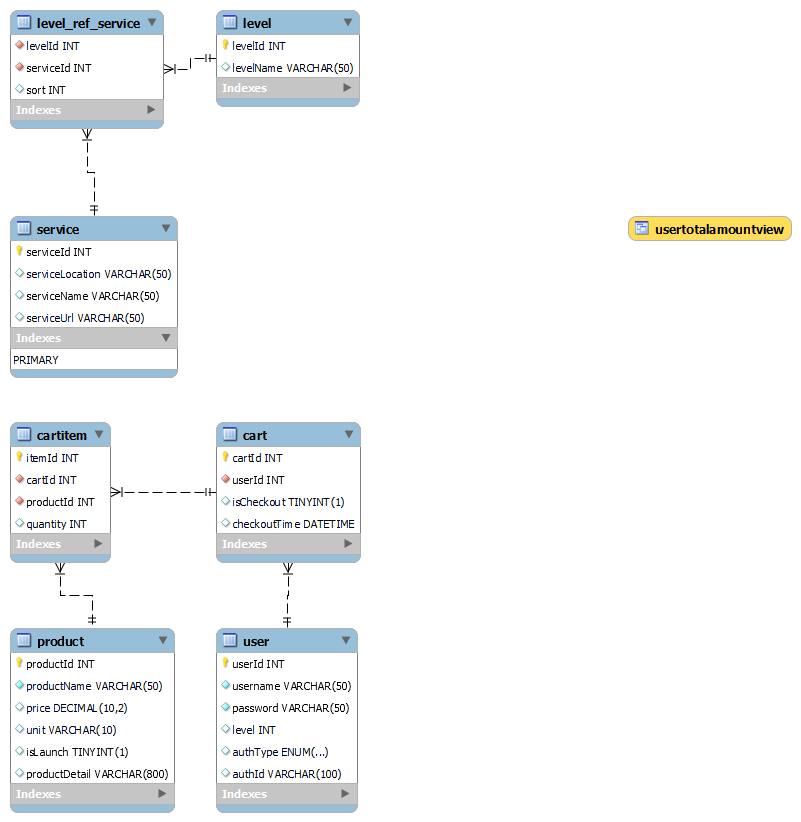 level_ref_service
levelId INT
serviceId INT
sort INT
Indexes
level
levelId INT
levelName VARCHAR(50)
Indexes
service
serviceId INT
serviceLocation VARCHAR(50)
serviceName VARCHAR(50)
serviceUrl VARCHAR(50)
Indexes
PRIMARY
usertotalamountview
cartitem
itemId INT
cartId INT
productId INT
quantity INT
Indexes
cart
cartId INT
userId INT
isCheckout TINYINT(1)
checkoutTime DATETIME
Indexes
product
productId INT
productName VARCHAR(50)
price DECIMAL(10,2)
unit VARCHAR(10)
isLaunch TINYINT(1)
productDetail VARCHAR(800)
Indexes
user
userId INT
username VARCHAR(50)
password VARCHAR(50)
level INT
authType ENUM(...)
authId VARCHAR(100)
Indexes